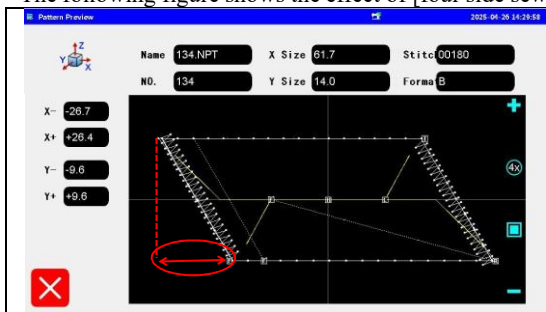 The following figure shows the effect of [four side sew
Pattern Preview
2025-04-26 14:29:58
Z
Y
X
Name 134.NPT X Size 61.7 Stitc 00180
NO. 134 Y Size 14.0 Forma B
X- -26.7
X+ +26.4
Y- -9.6
Y+ +9.6
4X